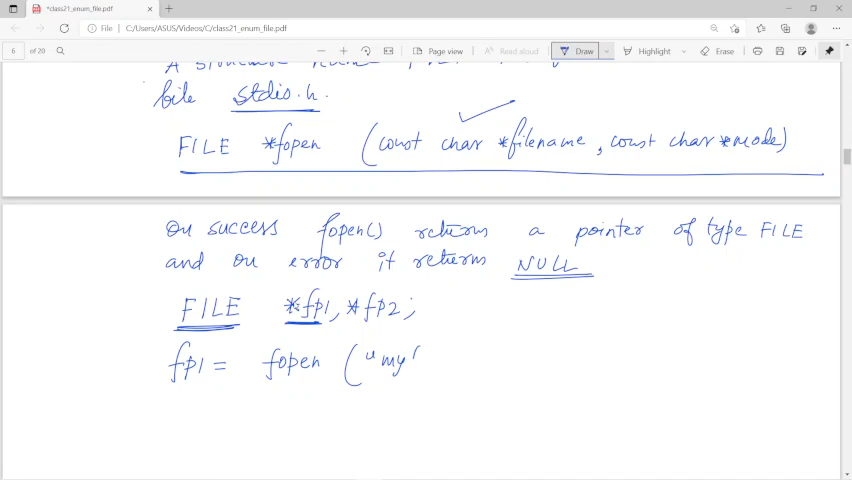 *class21_enum_file.pdf
File | C:/Users/ASUS/Videos/C/class21_enum_file.pdf
6 of 20 Page view Read aloud Draw Highlight Erase
A structure
file stdio.h.
FILE *fopen (const char *filename, const char *mode)
On success fopen() returns a pointer of type FILE
and on error it returns NULL
FILE *fp1, *fp2;
fp1 = fopen ("my